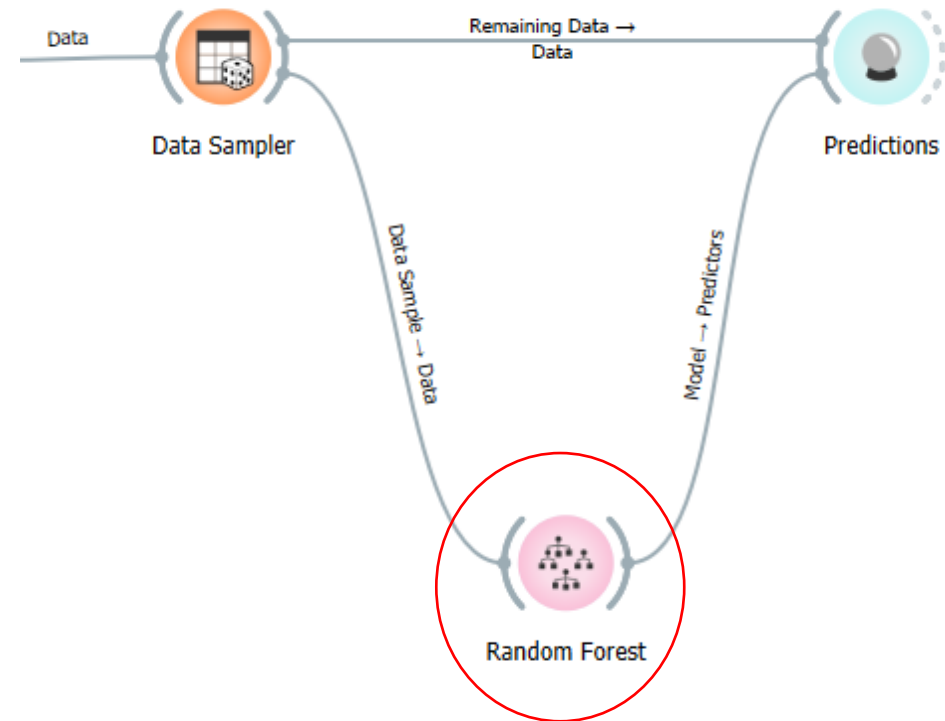 Data
Remaining Data →
Data
Data Sampler
Predictions
Data Sample → Data
Model → Predictors
Random Forest